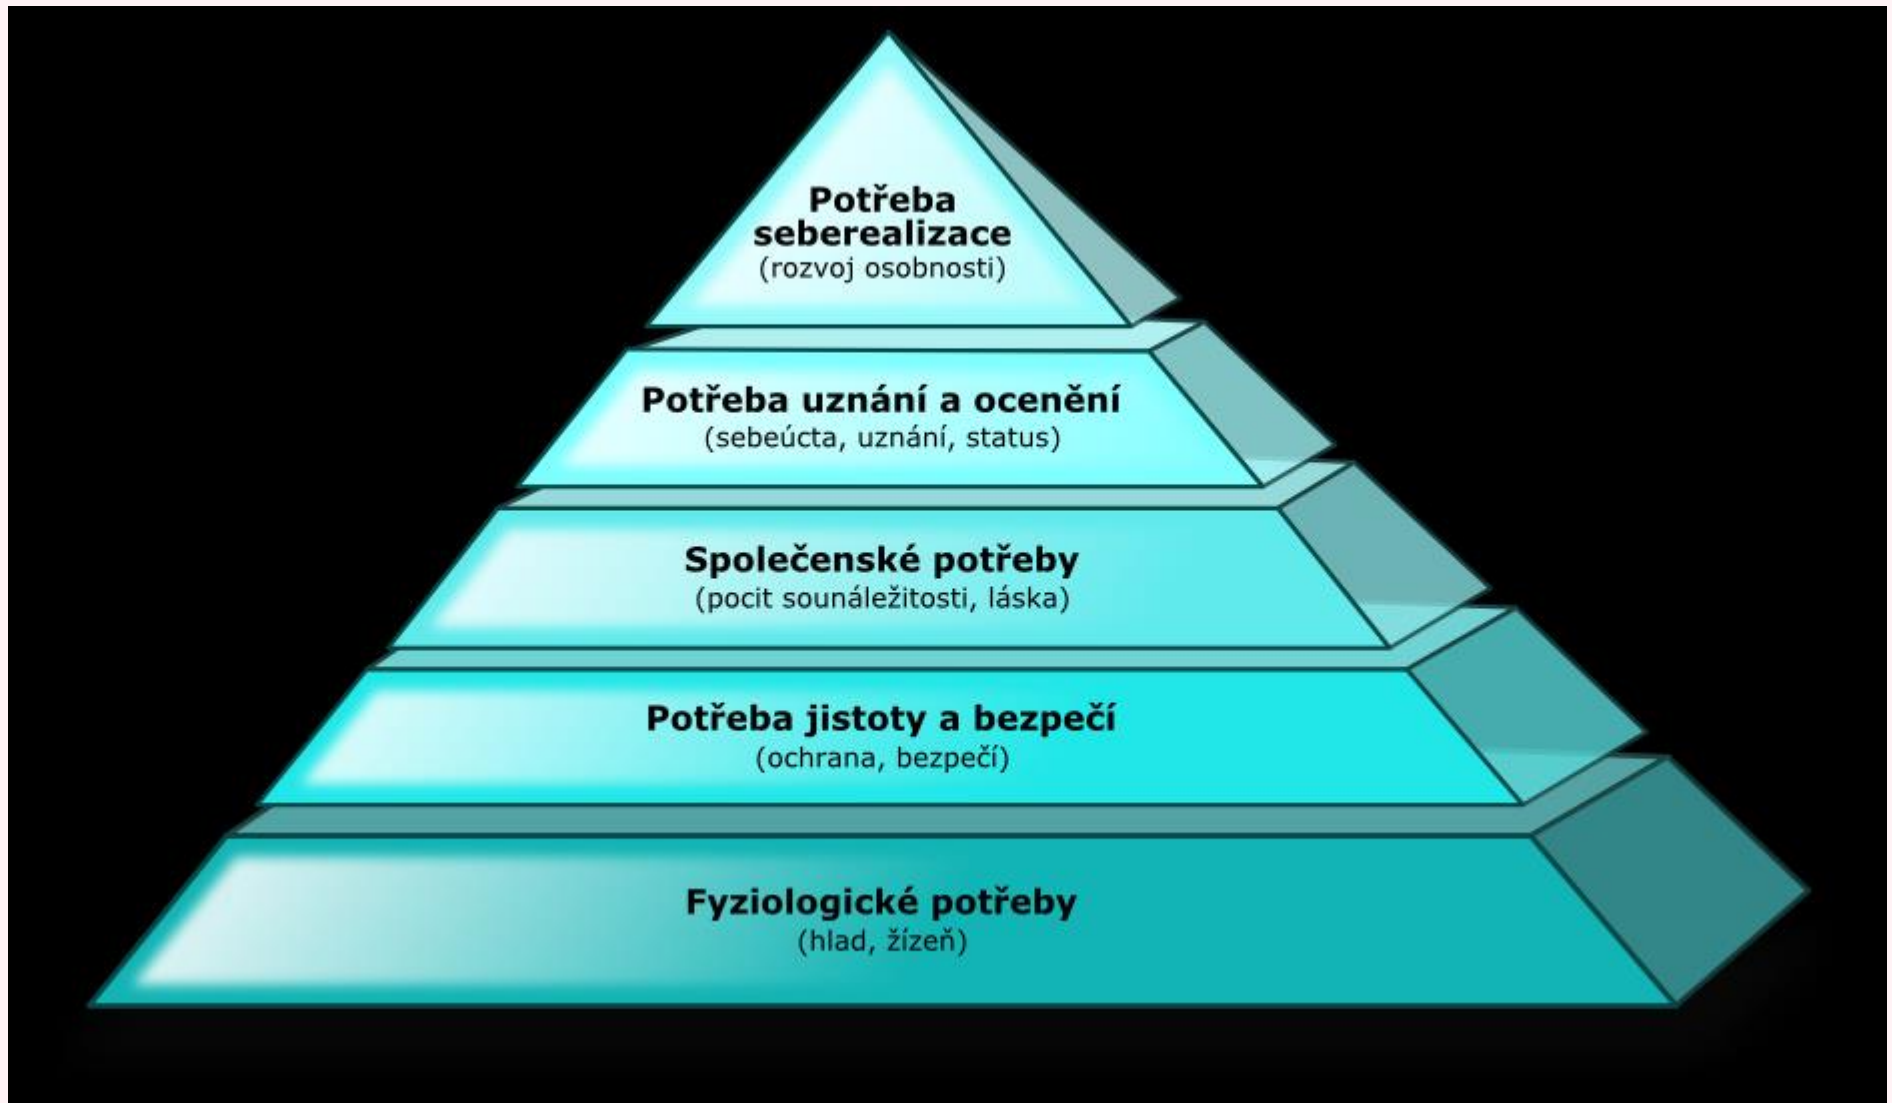 Potřeba
seberealizace
(rozvoj osobnosti)
Potřeba uznání a ocenění
(sebeúcta, uznání, status)
Společenské potřeby
(pocit sounáležitosti, láska)
Potřeba jistoty a bezpečí
(ochrana, bezpečí)
Fyziologické potřeby
(hlad, žízeň)